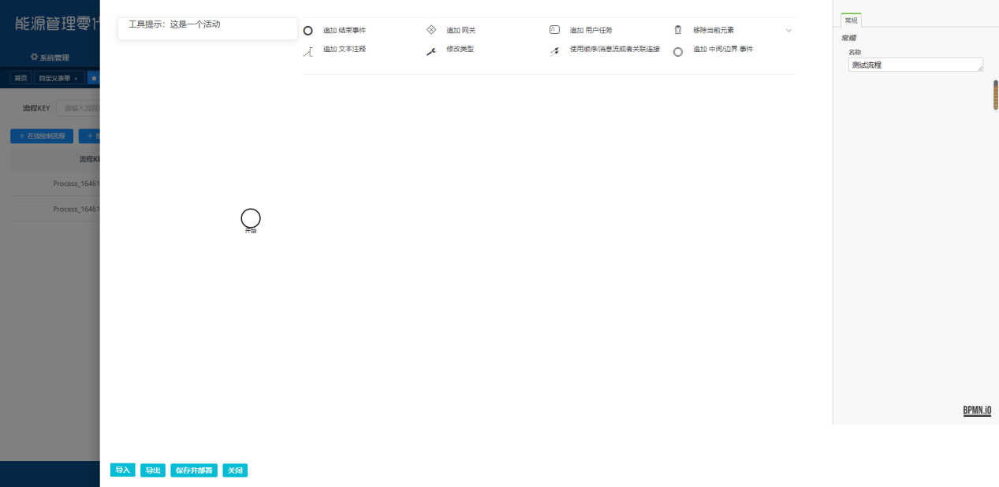 能源管理零
系统管理
首页
自定义表单 ×
流程KEY
请输入流程
+ 在线绘制流程
+
流程KE
Process_16461
Process_16461
工具提示：这是一个活动
追加 结束事件
追加 网关
追加 用户任务
移除当前元素
追加 文本注释
修改类型
使用顺序/消息流或者关联连接
追加 中间/边界 事件
开始
常规
常规
名称
测试流程
BPMN.iO
导入
导出
保存并部署
关闭